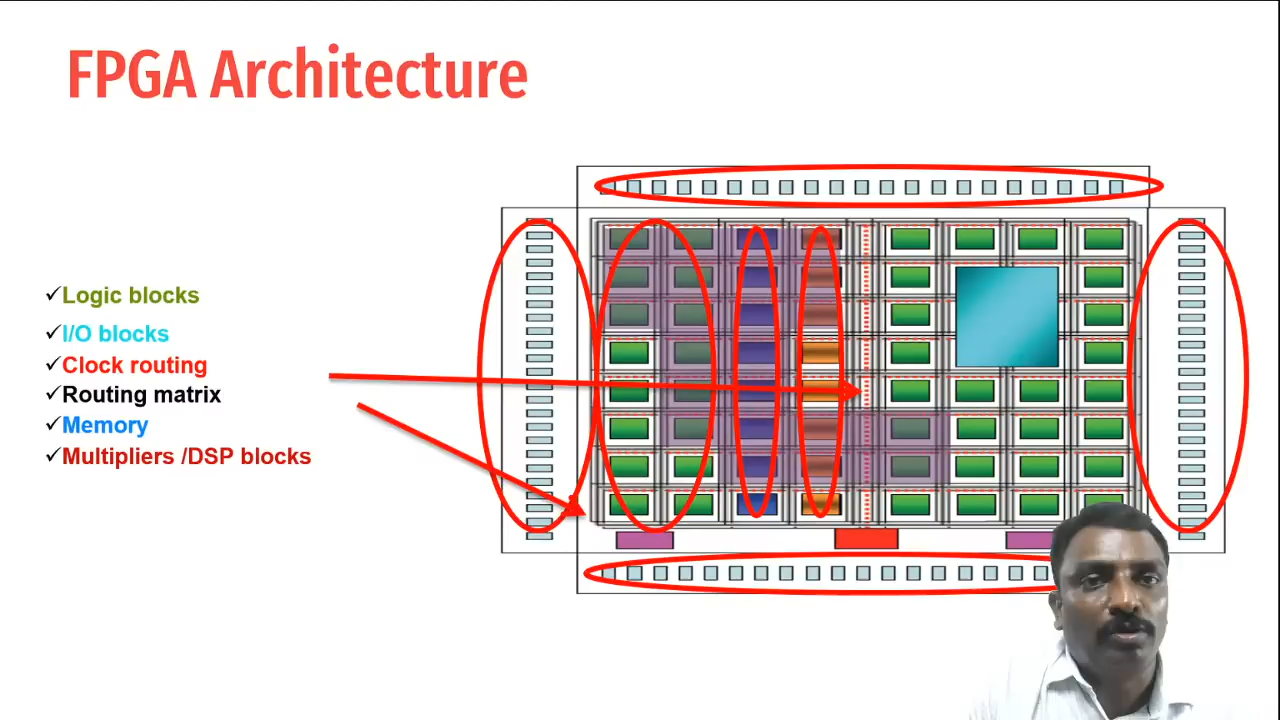 FPGA Architecture
✓Logic blocks
✓I/O blocks
✓Clock routing
✓Routing matrix
✓Memory
✓Multipliers /DSP blocks